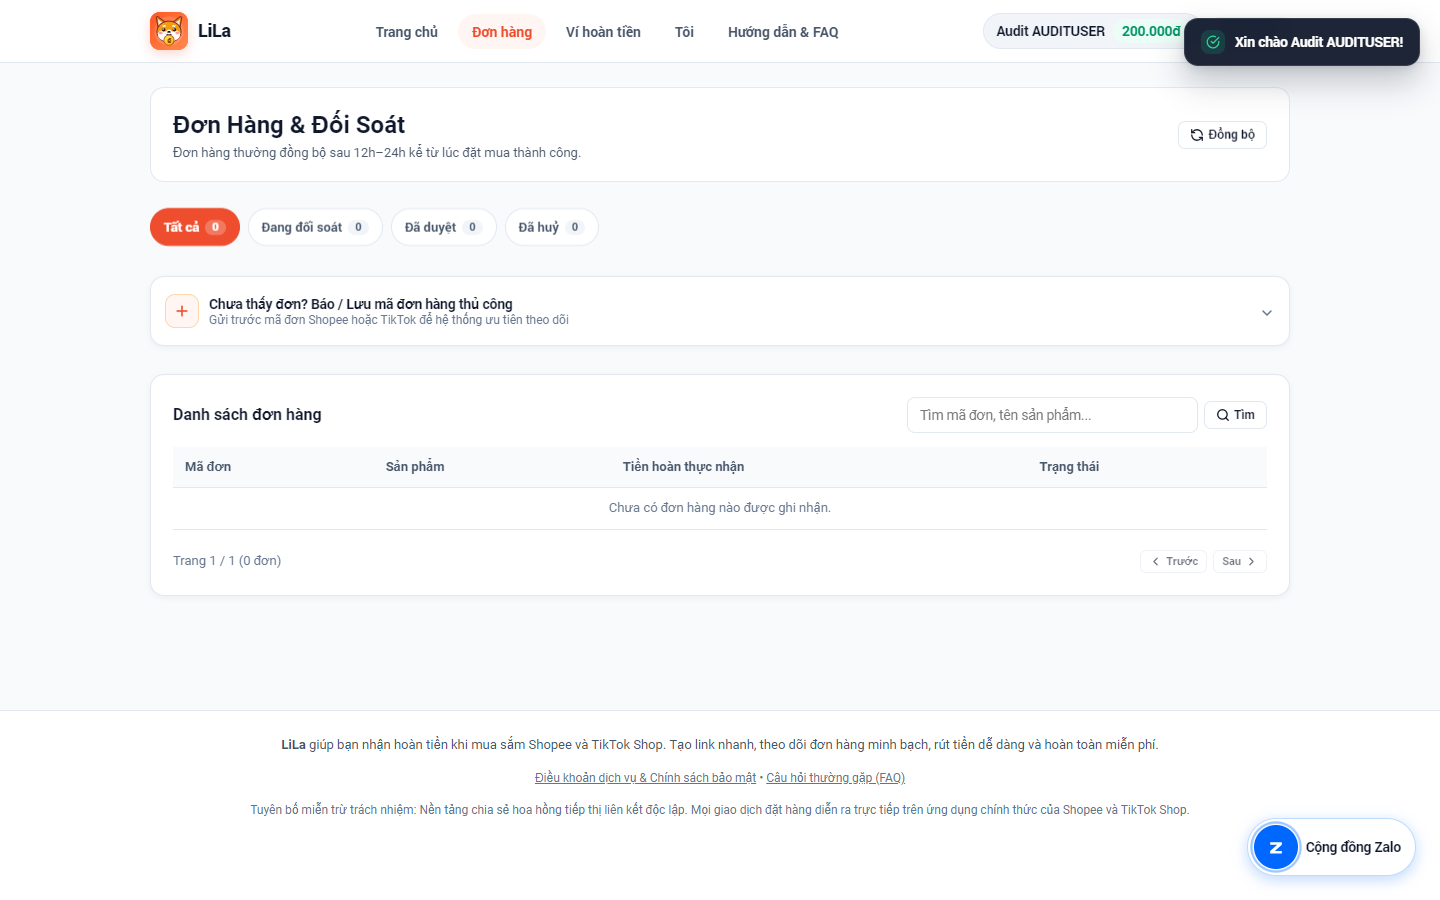 LiLa
Trang chủ
Đơn hàng
Ví hoàn tiền
Tôi
Hướng dẫn & FAQ
Audit AUDITUSER 200.000đ
Xin chào Audit AUDITUSER!
Đơn Hàng & Đối Soát
Đơn hàng thường đồng bộ sau 12h–24h kể từ lúc đặt mua thành công.
Đồng bộ
Tất cả 0
Đang đối soát 0
Đã duyệt 0
Đã huỷ 0
Chưa thấy đơn? Báo / Lưu mã đơn hàng thủ công
Gửi trước mã đơn Shopee hoặc TikTok để hệ thống ưu tiên theo dõi
Danh sách đơn hàng
Tìm mã đơn, tên sản phẩm...
Tìm
Mã đơn
Sản phẩm
Tiền hoàn thực nhận
Trạng thái
Chưa có đơn hàng nào được ghi nhận.
Trang 1 / 1 (0 đơn)
Trước
Sau
LiLa giúp bạn nhận hoàn tiền khi mua sắm Shopee và TikTok Shop. Tạo link nhanh, theo dõi đơn hàng minh bạch, rút tiền dễ dàng và hoàn toàn miễn phí.
Điều khoản dịch vụ & Chính sách bảo mật • Câu hỏi thường gặp (FAQ)
Tuyên bố miễn trừ trách nhiệm: Nền tảng chia sẻ hoa hồng tiếp thị liên kết độc lập. Mọi giao dịch đặt hàng diễn ra trực tiếp trên ứng dụng chính thức của Shopee và TikTok Shop.
Z
Cộng đồng Zalo